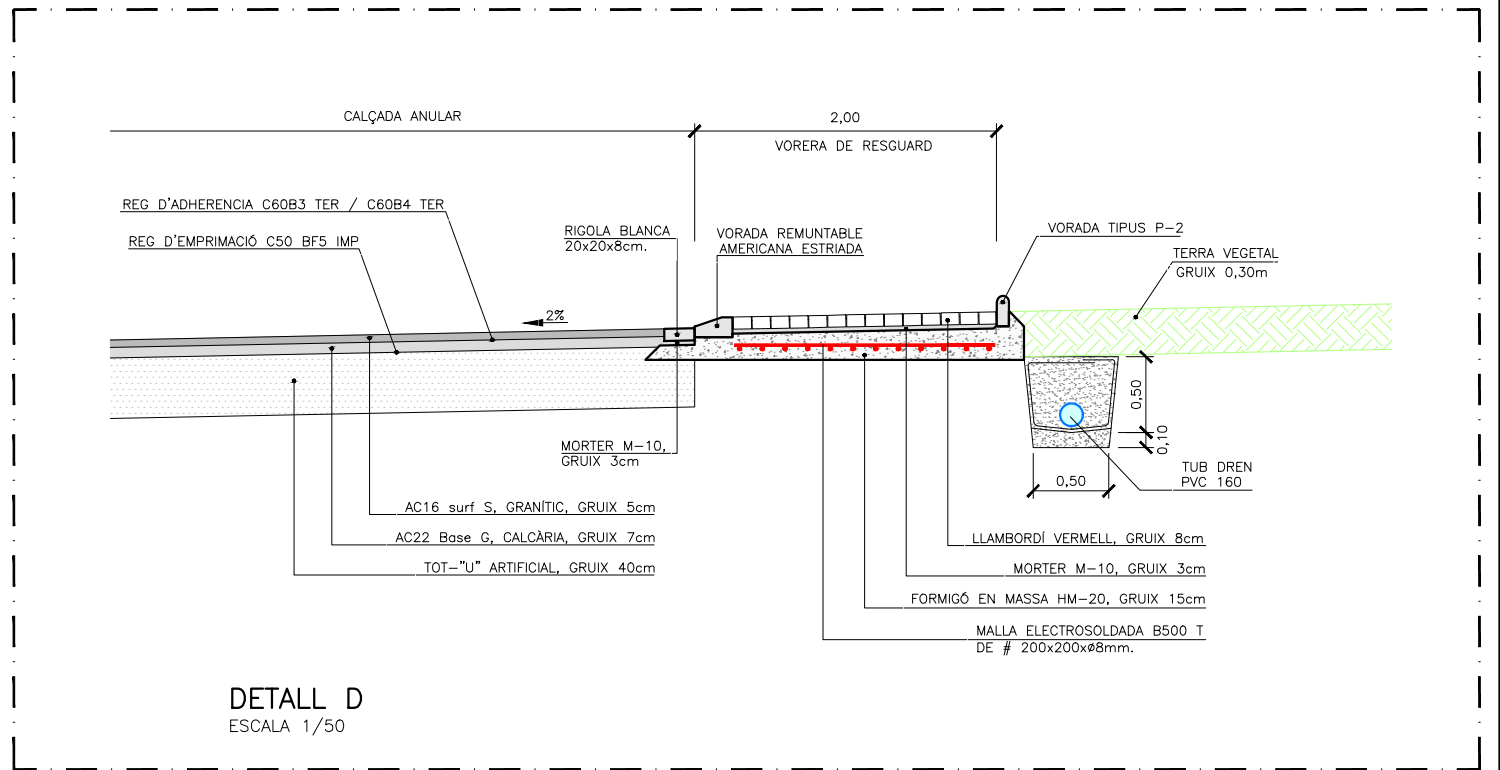 CALÇADA ANULAR
2,00
VORERA DE RESGUARD
REG D'ADHERENCIA C60B3 TER / C60B4 TER
REG D'EMPRIMACIÓ C50 BF5 IMP
RIGOLA BLANCA
20x20x8cm.
VORADA REMUNTABLE
AMERICANA ESTRIADA
VORADA TIPUS P-2
TERRA VEGETAL
GRUIX 0,30m
2%
0,50
0,10
0,50
MORTER M-10,
GRUIX 3cm
TUB DREN
PVC 160
AC16 surf S, GRANÍTIC, GRUIX 5cm
AC22 Base G, CALCÀRIA, GRUIX 7cm
TOT-"U" ARTIFICIAL, GRUIX 40cm
LLAMBORDÍ VERMELL, GRUIX 8cm
MORTER M-10, GRUIX 3cm
FORMIGÓ EN MASSA HM-20, GRUIX 15cm
MALLA ELECTROSOLDADA B500 T
DE # 200x200xø8mm.
DETALL D
ESCALA 1/50